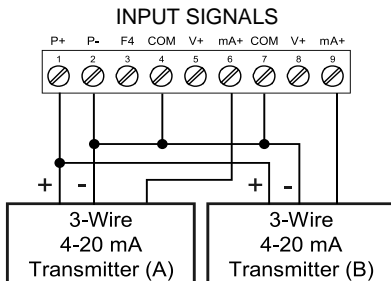 INPUT SIGNALS
P+ P- F4 COM V+ mA+ COM V+ mA+
1 2 3 4 5 6 7 8 9
+ - + -
3-Wire 3-Wire
4-20 mA 4-20 mA
Transmitter (A) Transmitter (B)